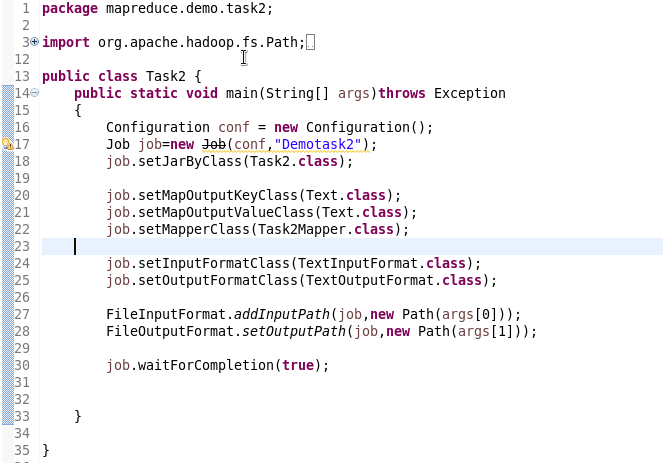 1 package mapreduce.demo.task2;
2
3 import org.apache.hadoop.fs.Path;
12
13 public class Task2 {
14 public static void main(String[] args)throws Exception
15 {
16 Configuration conf = new Configuration();
17 Job job=new Job(conf,"Demotask2");
18 job.setJarByClass(Task2.class);
19
20 job.setMapOutputKeyClass(Text.class);
21 job.setMapOutputValueClass(Text.class);
22 job.setMapperClass(Task2Mapper.class);
23
24 job.setInputFormatClass(TextInputFormat.class);
25 job.setOutputFormatClass(TextOutputFormat.class);
26
27 FileInputFormat.addInputPath(job,new Path(args[0]));
28 FileOutputFormat.setOutputPath(job,new Path(args[1]));
29
30 job.waitForCompletion(true);
31
32
33 }
34
35 }